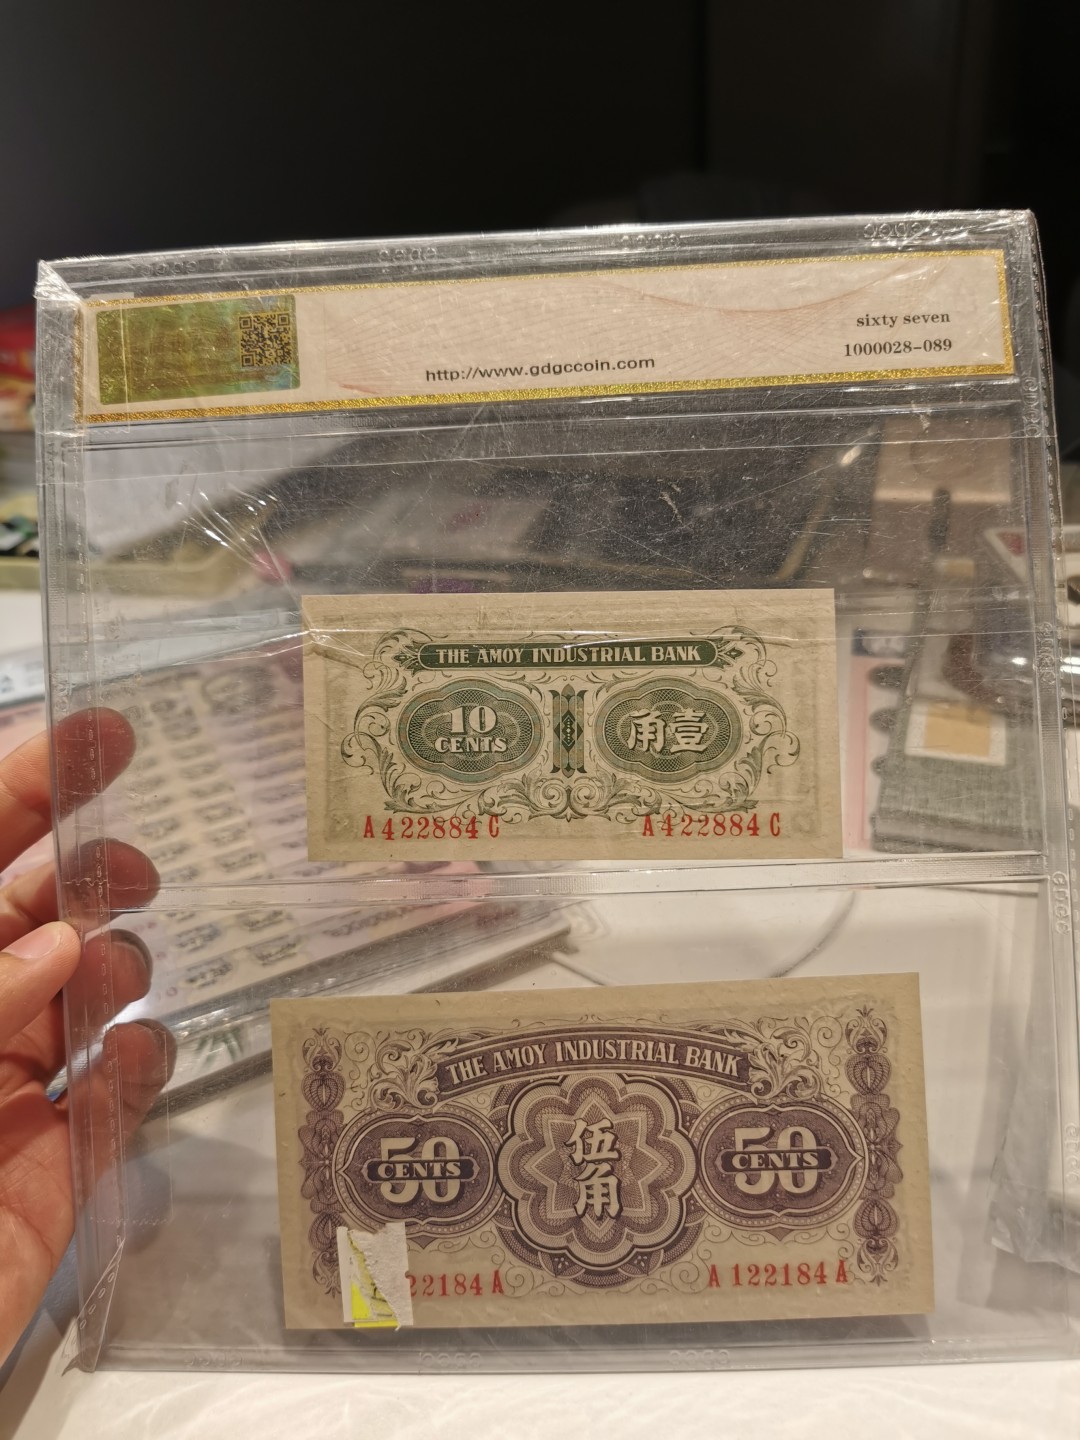 sixty seven
http://www.gdgccoin.com
1000028-089
THE AMOY INDUSTRIAL BANK
10
CENTS
角壹
A422884C A422884C
THE AMOY INDUSTRIAL BANK
50
CENTS
伍角
50
CENTS
22184A A122184A